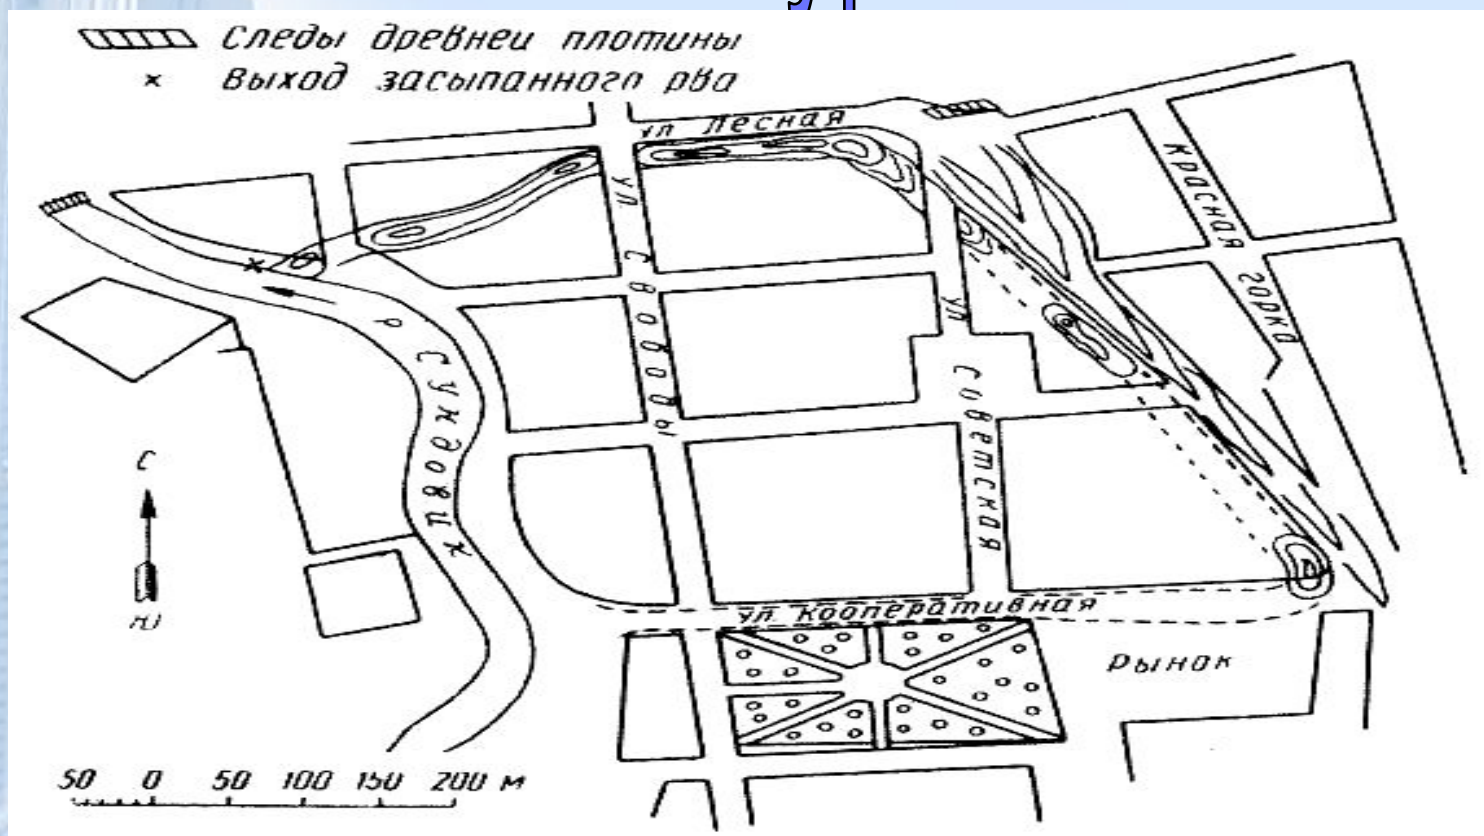 Следы древней плотины
Выход засыпанного рва
ул Лесная
ул. Свободы
ул Советская
Красная горка
р Сундовик
С
Ю
ул. Кооперативная
Рынок
50 0 50 100 150 200 м